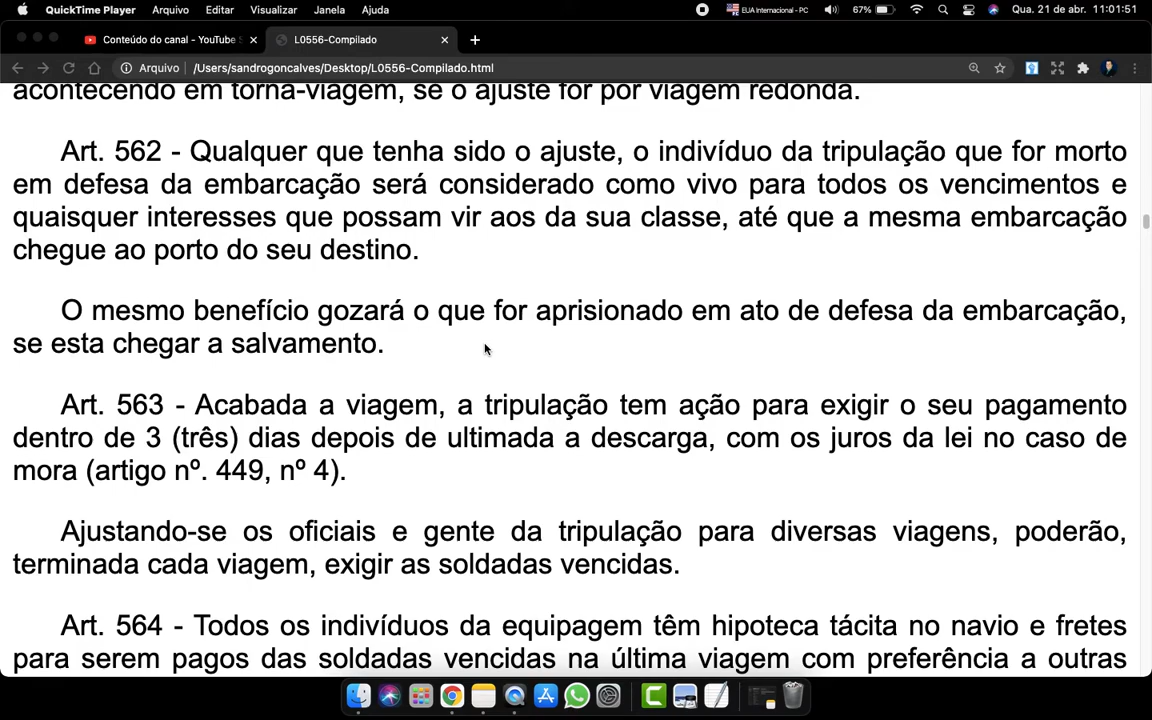 QuickTime Player Arquivo Editar Visualizar Janela Ajuda EUA Internacional - PC 67% Qua. 21 de abr. 11:01:51
Conteúdo do canal - YouTube L0556-Compilado
Arquivo /Users/sandrogoncalves/Desktop/L0556-Compilado.html
acontecendo em torna-viagem, se o ajuste for por viagem redonda.
Art. 562 - Qualquer que tenha sido o ajuste, o indivíduo da tripulação que for morto
em defesa da embarcação será considerado como vivo para todos os vencimentos e
quaisquer interesses que possam vir aos da sua classe, até que a mesma embarcação
chegue ao porto do seu destino.
O mesmo benefício gozará o que for aprisionado em ato de defesa da embarcação,
se esta chegar a salvamento.
Art. 563 - Acabada a viagem, a tripulação tem ação para exigir o seu pagamento
dentro de 3 (três) dias depois de ultimada a descarga, com os juros da lei no caso de
mora (artigo nº. 449, nº 4).
Ajustando-se os oficiais e gente da tripulação para diversas viagens, poderão,
terminada cada viagem, exigir as soldadas vencidas.
Art. 564 - Todos os indivíduos da equipagem têm hipoteca tácita no navio e fretes
para serem pagos das soldadas vencidas na última viagem com preferência a outras